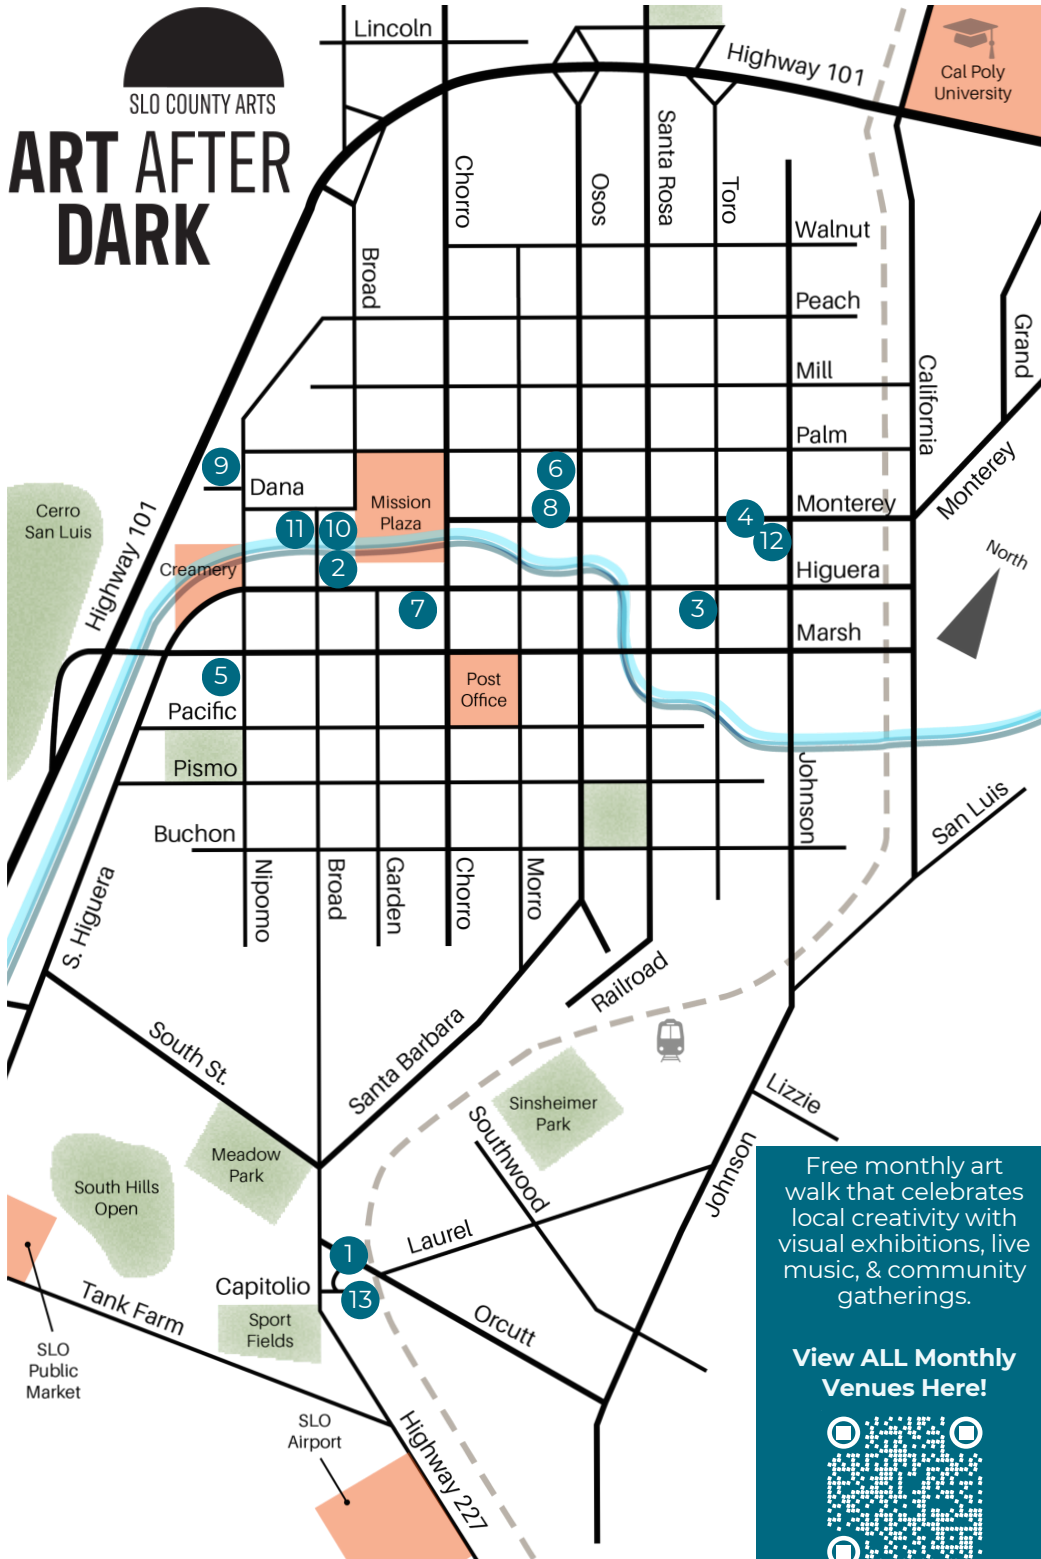 SLO COUNTY ARTS
ART AFTER
DARK
Lincoln
Highway 101
Cal Poly
University
Chorro
Osos
Santa Rosa
Toro
Broad
Walnut
Peach
Mill
Palm
Monterey
Higuera
Marsh
California
Grand
Monterey
North
Cerro
San Luis
Highway 101
9
Dana
Mission
Plaza
6
8
4
12
11
10
2
Creamery
7
3
5
Post
Office
Pacific
Pismo
Buchon
Johnson
San Luis
Nipomo
Broad
Garden
Chorro
Morro
S. Higuera
Railroad
South St.
Santa Barbara
Sinsheimer
Park
Lizzie
Southwood
Johnson
Meadow
Park
South Hills
Open
Laurel
1
13
Capitolio
Orcutt
Tank Farm
Sport
Fields
SLO
Public
Market
SLO
Airport
Highway 227
Free monthly art
walk that celebrates
local creativity with
visual exhibitions, live
music, & community
gatherings.
View ALL Monthly
Venues Here!